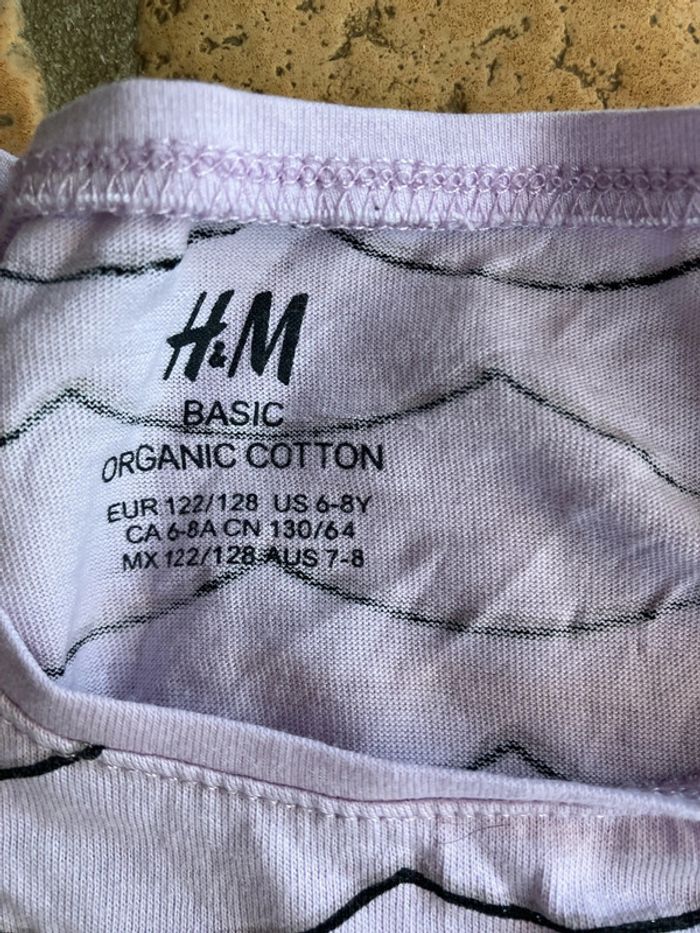 H&M
BASIC
ORGANIC COTTON
EUR 122/128 US 6-8Y
CA 6-8A CN 130/64
MX 122/128 AUS 7-8